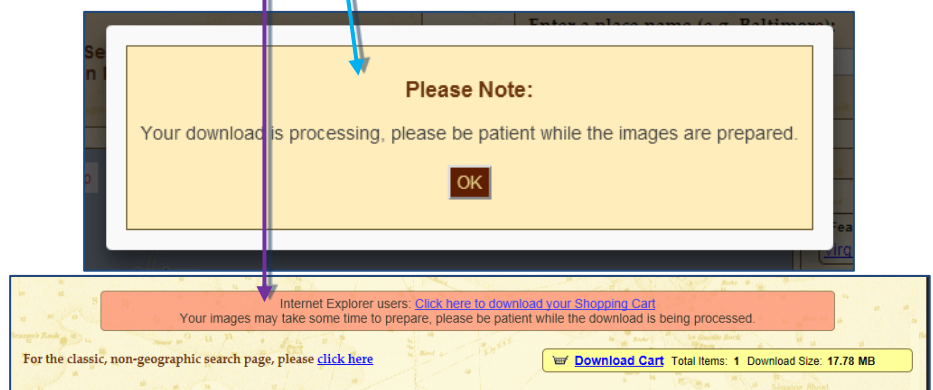 Enter a place name (e.g. Baltimore):
Se
n
Please Note:
Your download is processing, please be patient while the images are prepared.
OK
Fea
Virg
Internet Explorer users: Click here to download your Shopping Cart
Your images may take some time to prepare, please be patient while the download is being processed.
For the classic, non-geographic search page, please click here
Download Cart Total Items: 1 Download Size: 17.78 MB